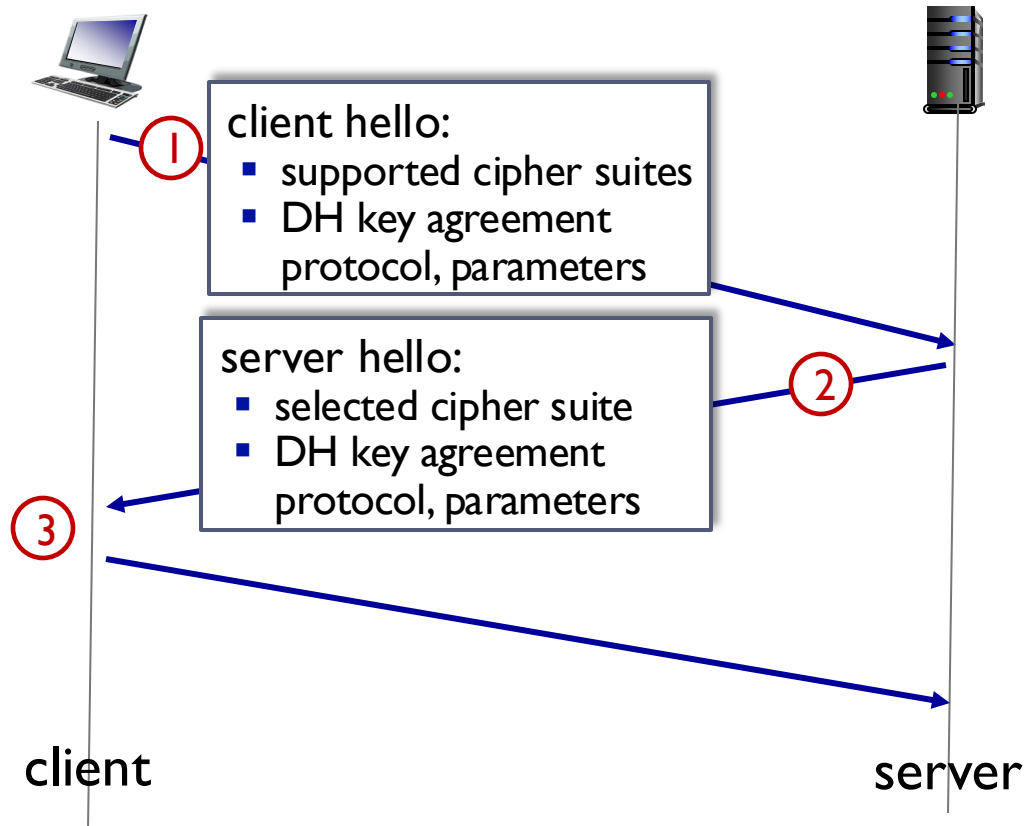 1
client hello:
▪ supported cipher suites
▪ DH key agreement
protocol, parameters
server hello:
▪ selected cipher suite
▪ DH key agreement
protocol, parameters
2
3
client
server